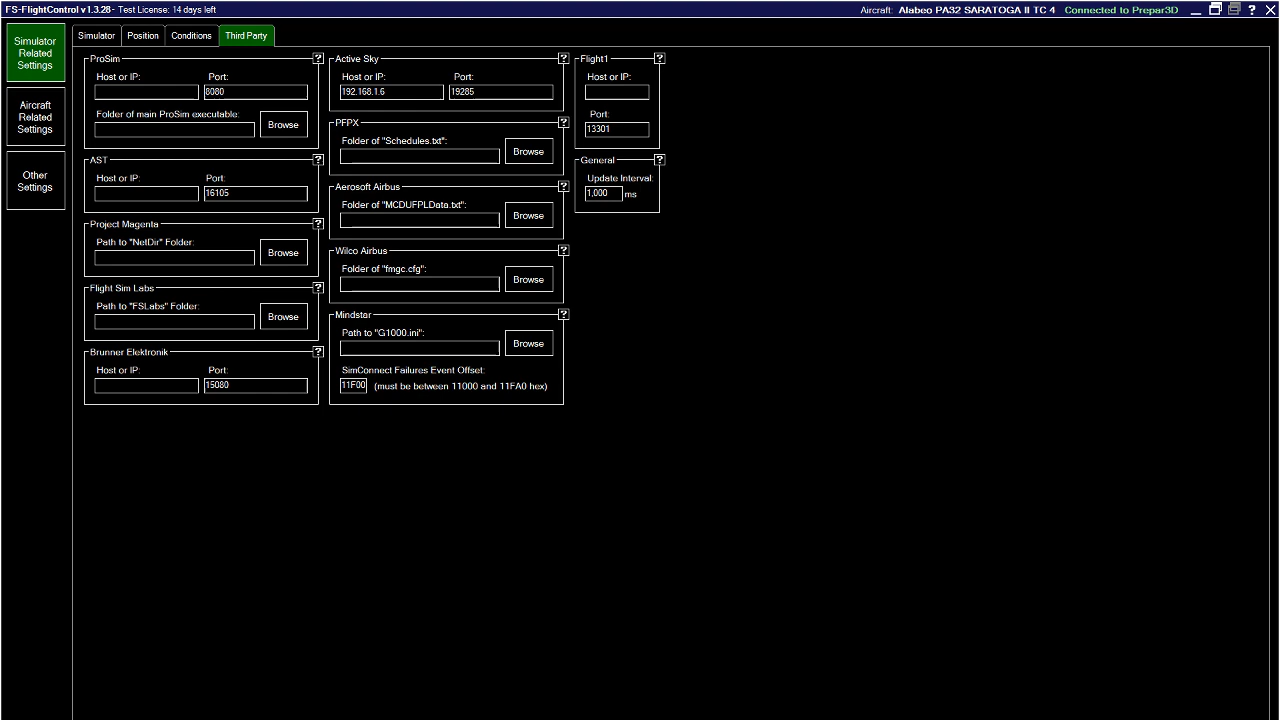 FS-FlightControl v1.3.28 - Test License: 14 days left
Aircraft: Alabeo PA32 SARATOGA II TC 4 Connected to Prepar3D ?
Simulator
Related
Settings
Aircraft
Related
Settings
Other
Settings
Simulator Position Conditions Third Party
ProSim ?
Host or IP: Port:
8080
Folder of main ProSim executable:
Browse
AST ?
Host or IP: Port:
16105
Project Magenta ?
Path to "NetDir" Folder:
Browse
Flight Sim Labs ?
Path to "FSLabs" Folder:
Browse
Brunner Elektronik ?
Host or IP: Port:
15080
Active Sky ?
Host or IP: Port:
192.168.1.6 19285
PFPX ?
Folder of "Schedules.txt":
Browse
Aerosoft Airbus ?
Folder of "MCDUFPLData.txt":
Browse
Wilco Airbus ?
Folder of "fmgc.cfg":
Browse
Mindstar ?
Path to "G1000.ini":
Browse
SimConnect Failures Event Offset:
11F00 (must be between 11000 and 11FA0 hex)
Flight1 ?
Host or IP:
Port:
13301
General ?
Update Interval:
1,000 ms